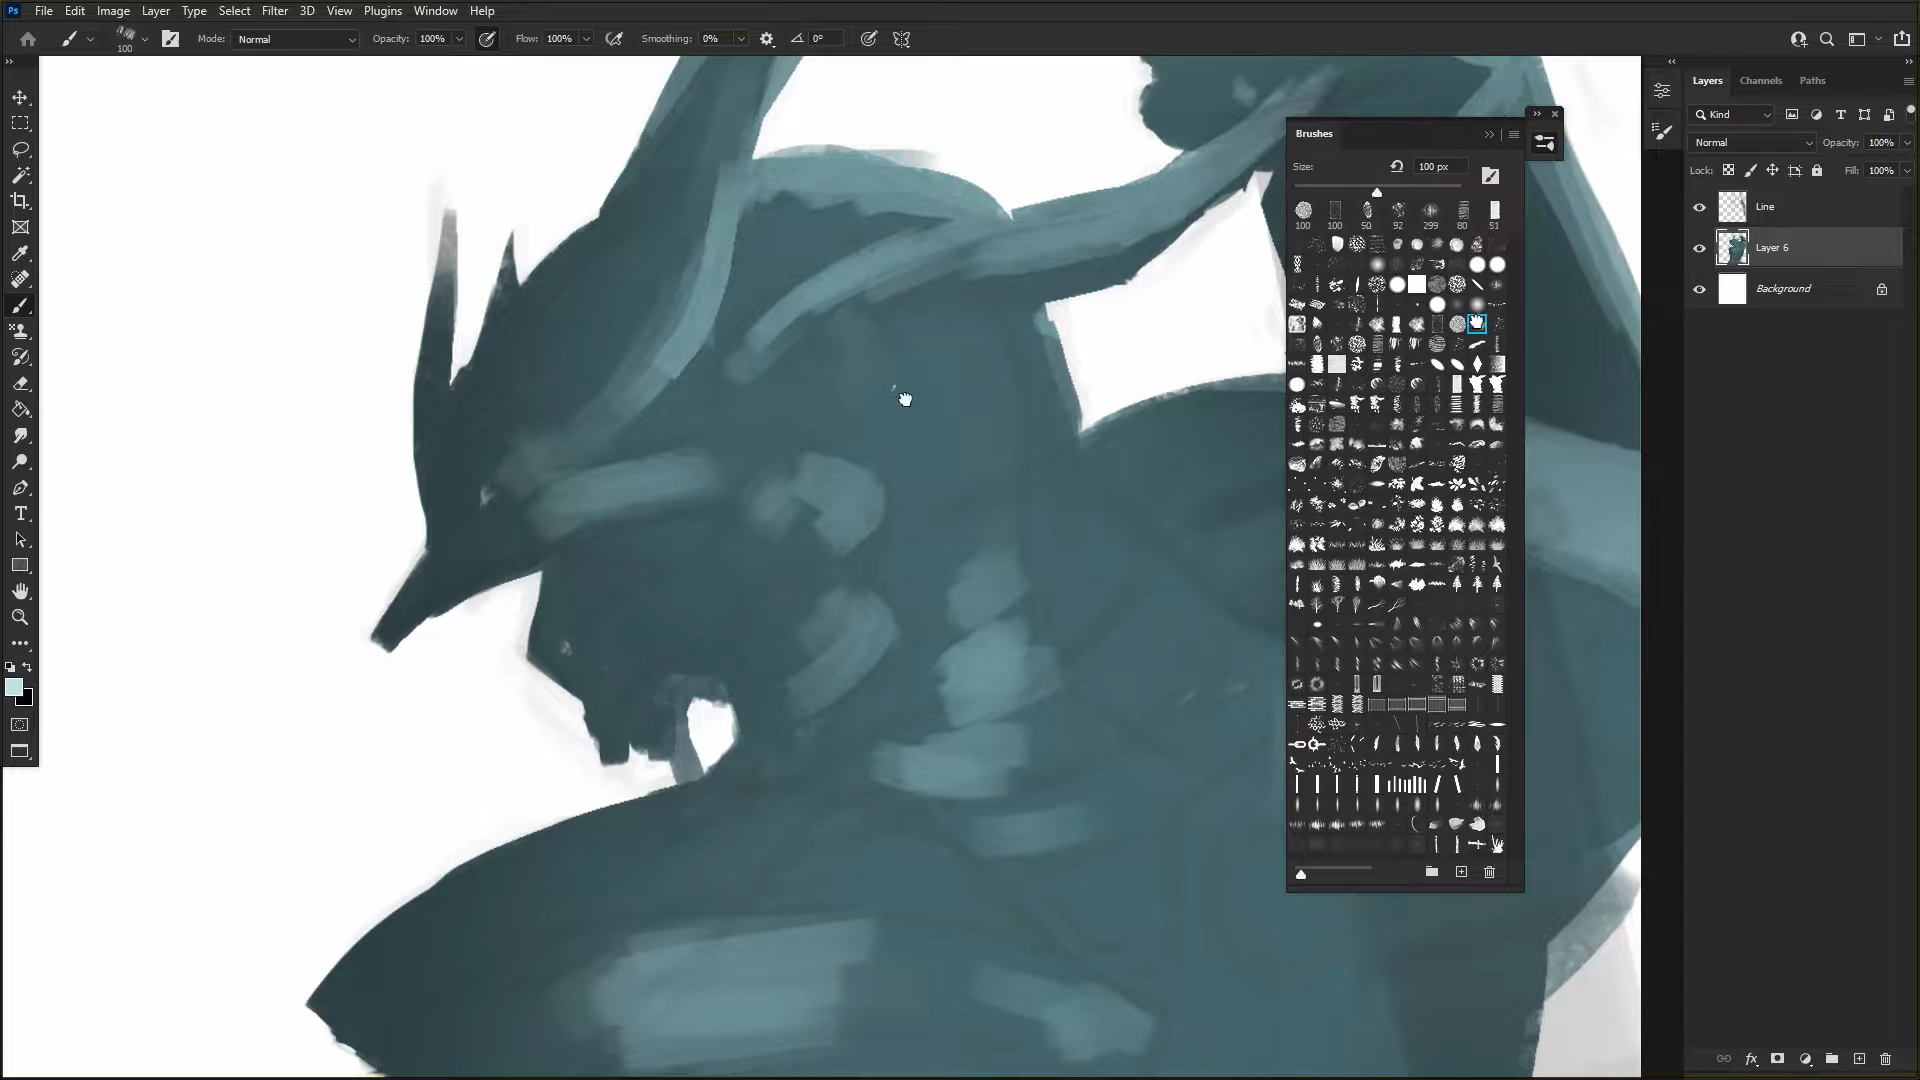 Ps File Edit Image Layer Type Select Filter 3D View Plugins Window Help
100 Mode: Normal Opacity: 100% Flow: 100% Smoothing: 0% 0°
Brushes
Size: 100 px
100 100 50 92 299 80 51
Layers Channels Paths
Kind
Normal Opacity: 100%
Lock: Fill: 100%
Line
Layer 6
Background